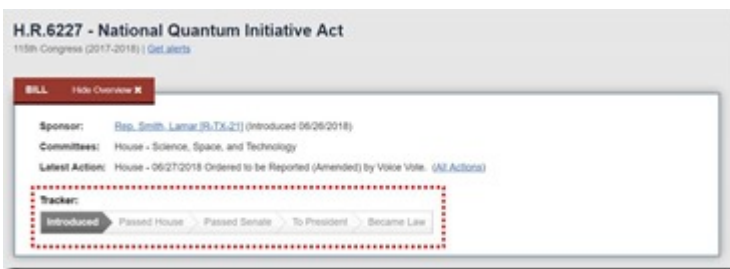 H.R.6227 - National Quantum Initiative Act
115th Congress (2017-2018) | Get alerts
BILL Hide Overview ✖
Sponsor: Rep. Smith, Lamar [R-TX-21] (Introduced 06/26/2018)
Committees: House - Science, Space, and Technology
Latest Action: House - 06/27/2018 Ordered to be Reported (Amended) by Voice Vote. (All Actions)
Tracker:
Introduced Passed House Passed Senate To President Became Law